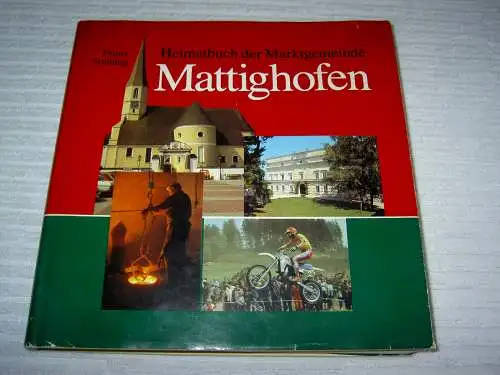 Heimatbuch der Marktgemeinde
Mattighofen